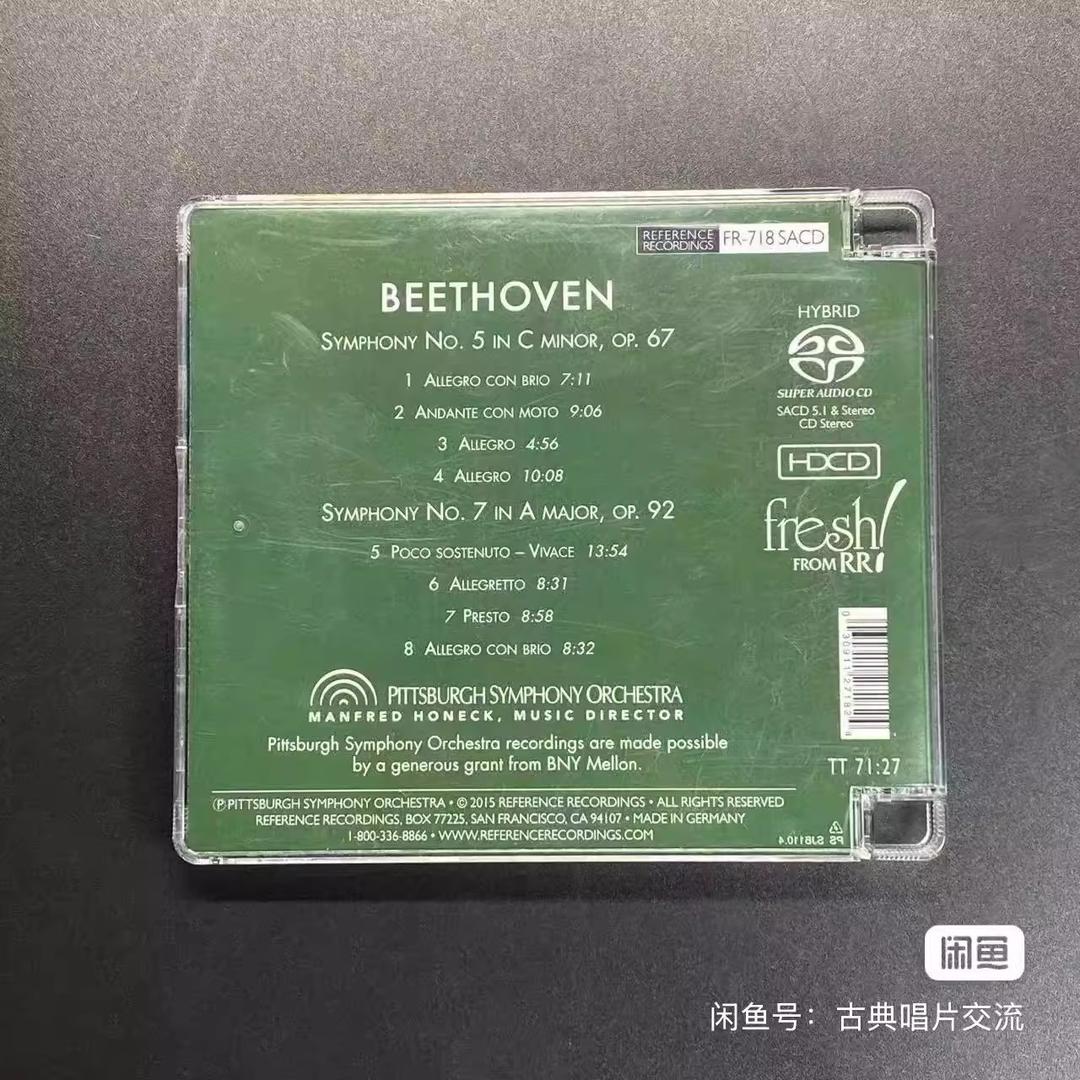 REFERENCE
RECORDINGS
FR-718 SACD
BEETHOVEN
SYMPHONY NO. 5 IN C MINOR, OP. 67
1 ALLEGRO CON BRIO 7:11
2 ANDANTE CON MOTO 9:06
3 ALLEGRO 4:56
4 ALLEGRO 10:08
SYMPHONY NO. 7 IN A MAJOR, OP. 92
5 POCO SOSTENUTO – VIVACE 13:54
6 ALLEGRETTO 8:31
7 PRESTO 8:58
8 ALLEGRO CON BRIO 8:32
HYBRID
SUPER AUDIO CD
SACD 5.1 & Stereo
CD Stereo
HDCD
fresh!
FROM RR
0 30911 27182 4
TT 71:27
PITTSBURGH SYMPHONY ORCHESTRA
MANFRED HONECK, MUSIC DIRECTOR
Pittsburgh Symphony Orchestra recordings are made possible
by a generous grant from BNY Mellon.
℗ PITTSBURGH SYMPHONY ORCHESTRA • © 2015 REFERENCE RECORDINGS • ALL RIGHTS RESERVED
REFERENCE RECORDINGS, BOX 77225, SAN FRANCISCO, CA 94107 • MADE IN GERMANY
1-800-336-8866 • WWW.REFERENCERECORDINGS.COM
PS SJB110.4
闲鱼
闲鱼号：古典唱片交流